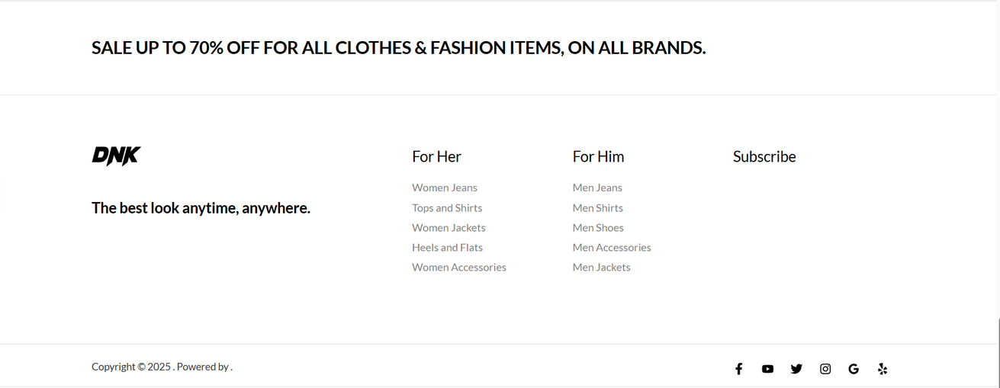 SALE UP TO 70% OFF FOR ALL CLOTHES & FASHION ITEMS, ON ALL BRANDS.
DNK
The best look anytime, anywhere.
For Her
Women Jeans
Tops and Shirts
Women Jackets
Heels and Flats
Women Accessories
For Him
Men Jeans
Men Shirts
Men Shoes
Men Accessories
Men Jackets
Subscribe
Copyright © 2025 . Powered by .